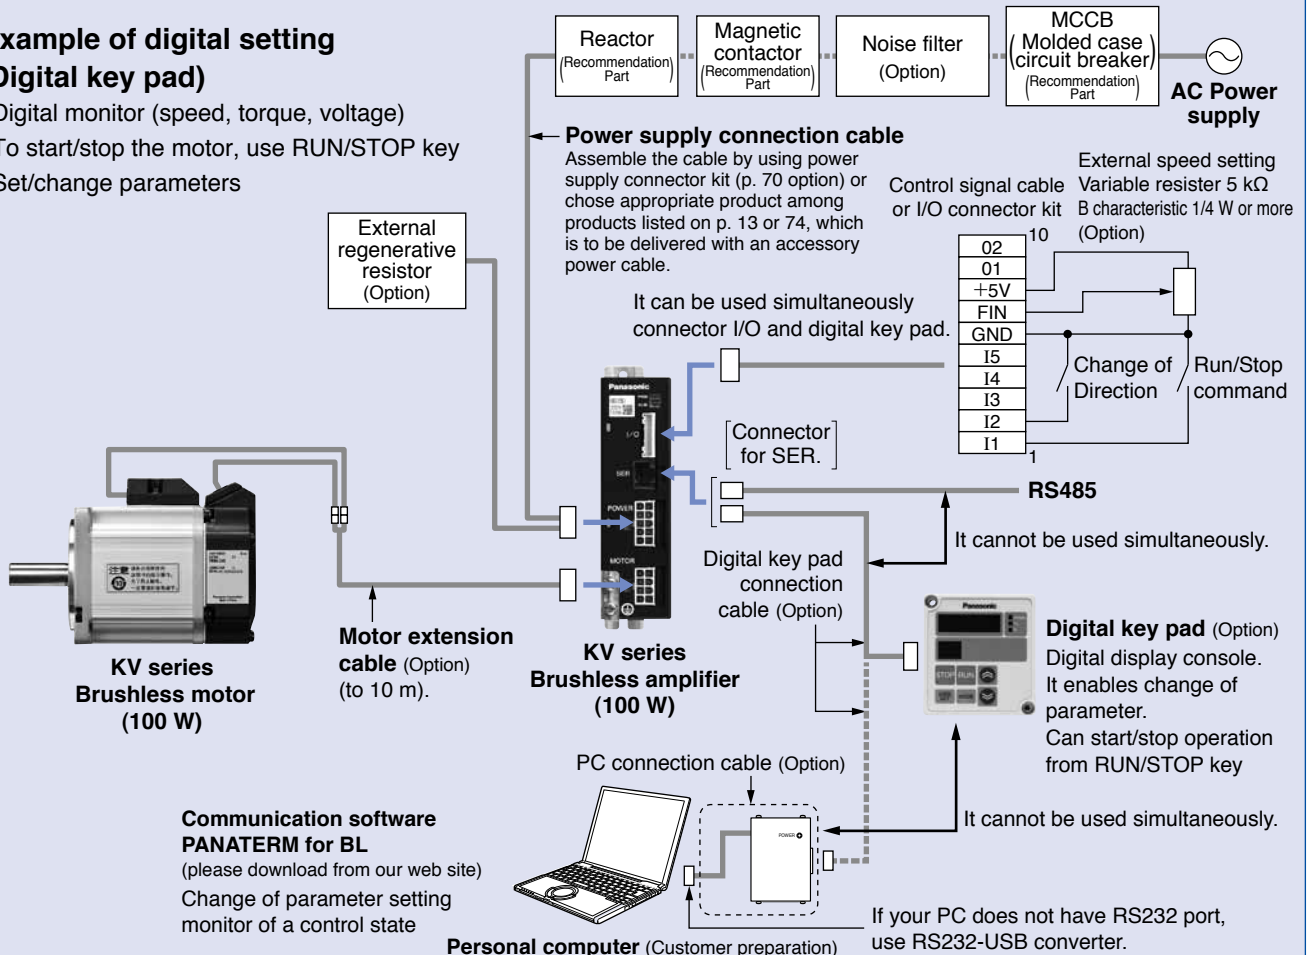 xample of digital setting
Digital key pad)
Digital monitor (speed, torque, voltage)
To start/stop the motor, use RUN/STOP key
Set/change parameters
Reactor
(Recommendation Part)
Magnetic
contactor
(Recommendation Part)
Noise filter
(Option)
MCCB
(Molded case
circuit breaker)
(Recommendation Part)
AC Power
supply
Power supply connection cable
Assemble the cable by using power
supply connector kit (p. 70 option) or
chose appropriate product among
products listed on p. 13 or 74, which
is to be delivered with an accessory
power cable.
External
regenerative
resistor
(Option)
Control signal cable
or I/O connector kit
External speed setting
Variable resister 5 kΩ
B characteristic 1/4 W or more
(Option)
10
02
01
+5V
FIN
GND
I5
I4
I3
I2
I1
1
Change of
Direction
Run/Stop
command
It can be used simultaneously
connector I/O and digital key pad.
Panasonic
I/O
SER
POWER
MOTOR
[Connector
for SER.]
RS485
It cannot be used simultaneously.
Digital key pad
connection
cable (Option)
注意
Motor extension
cable (Option)
(to 10 m).
KV series
Brushless motor
(100 W)
KV series
Brushless amplifier
(100 W)
Panasonic
STOP RUN
Digital key pad (Option)
Digital display console.
It enables change of
parameter.
Can start/stop operation
from RUN/STOP key
PC connection cable (Option)
POWER
It cannot be used simultaneously.
Communication software
PANATERM for BL
(please download from our web site)
Change of parameter setting
monitor of a control state
Personal computer (Customer preparation)
If your PC does not have RS232 port,
use RS232-USB converter.